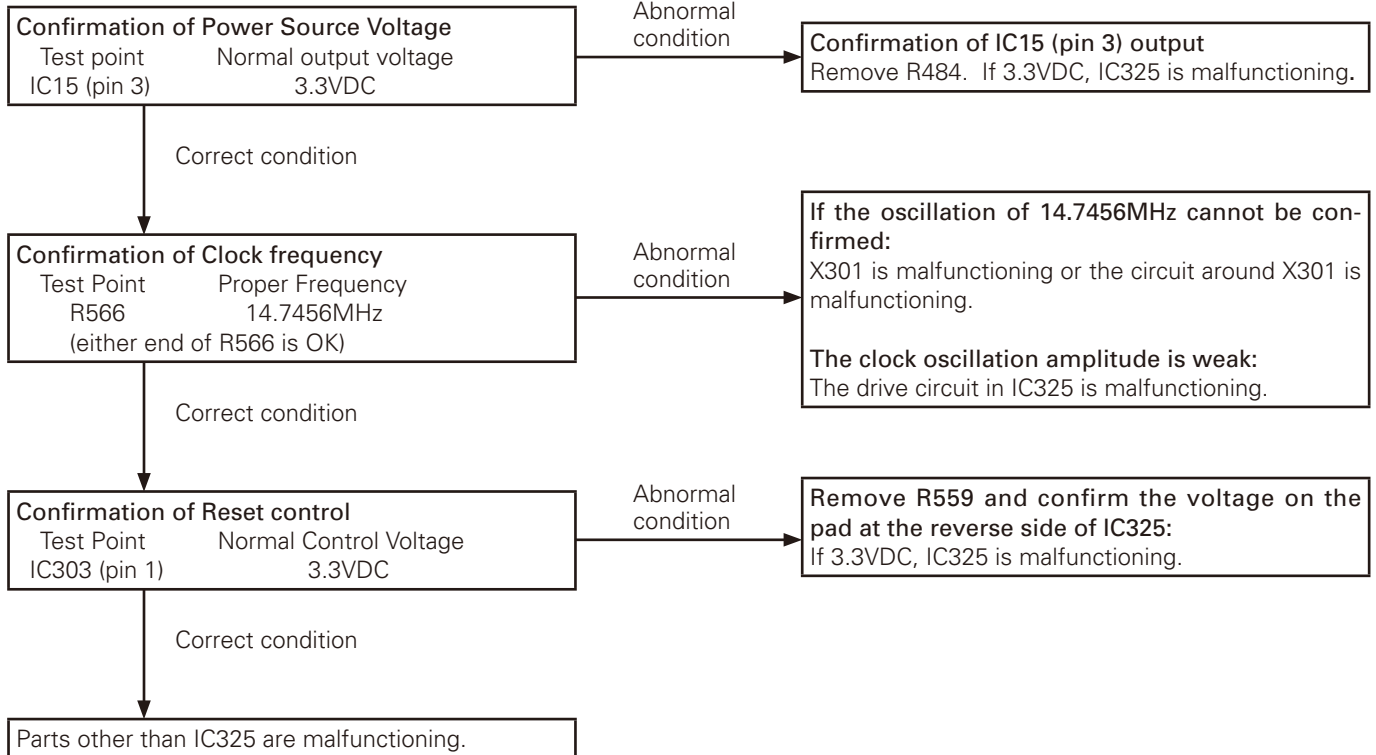 Confirmation of Power Source Voltage
Test point Normal output voltage
IC15 (pin 3) 3.3VDC
Abnormal
condition
Confirmation of IC15 (pin 3) output
Remove R484. If 3.3VDC, IC325 is malfunctioning.
Correct condition
Confirmation of Clock frequency
Test Point Proper Frequency
R566 14.7456MHz
(either end of R566 is OK)
Abnormal
condition
If the oscillation of 14.7456MHz cannot be con-
firmed:
X301 is malfunctioning or the circuit around X301 is
malfunctioning.
The clock oscillation amplitude is weak:
The drive circuit in IC325 is malfunctioning.
Correct condition
Confirmation of Reset control
Test Point Normal Control Voltage
IC303 (pin 1) 3.3VDC
Abnormal
condition
Remove R559 and confirm the voltage on the
pad at the reverse side of IC325:
If 3.3VDC, IC325 is malfunctioning.
Correct condition
Parts other than IC325 are malfunctioning.